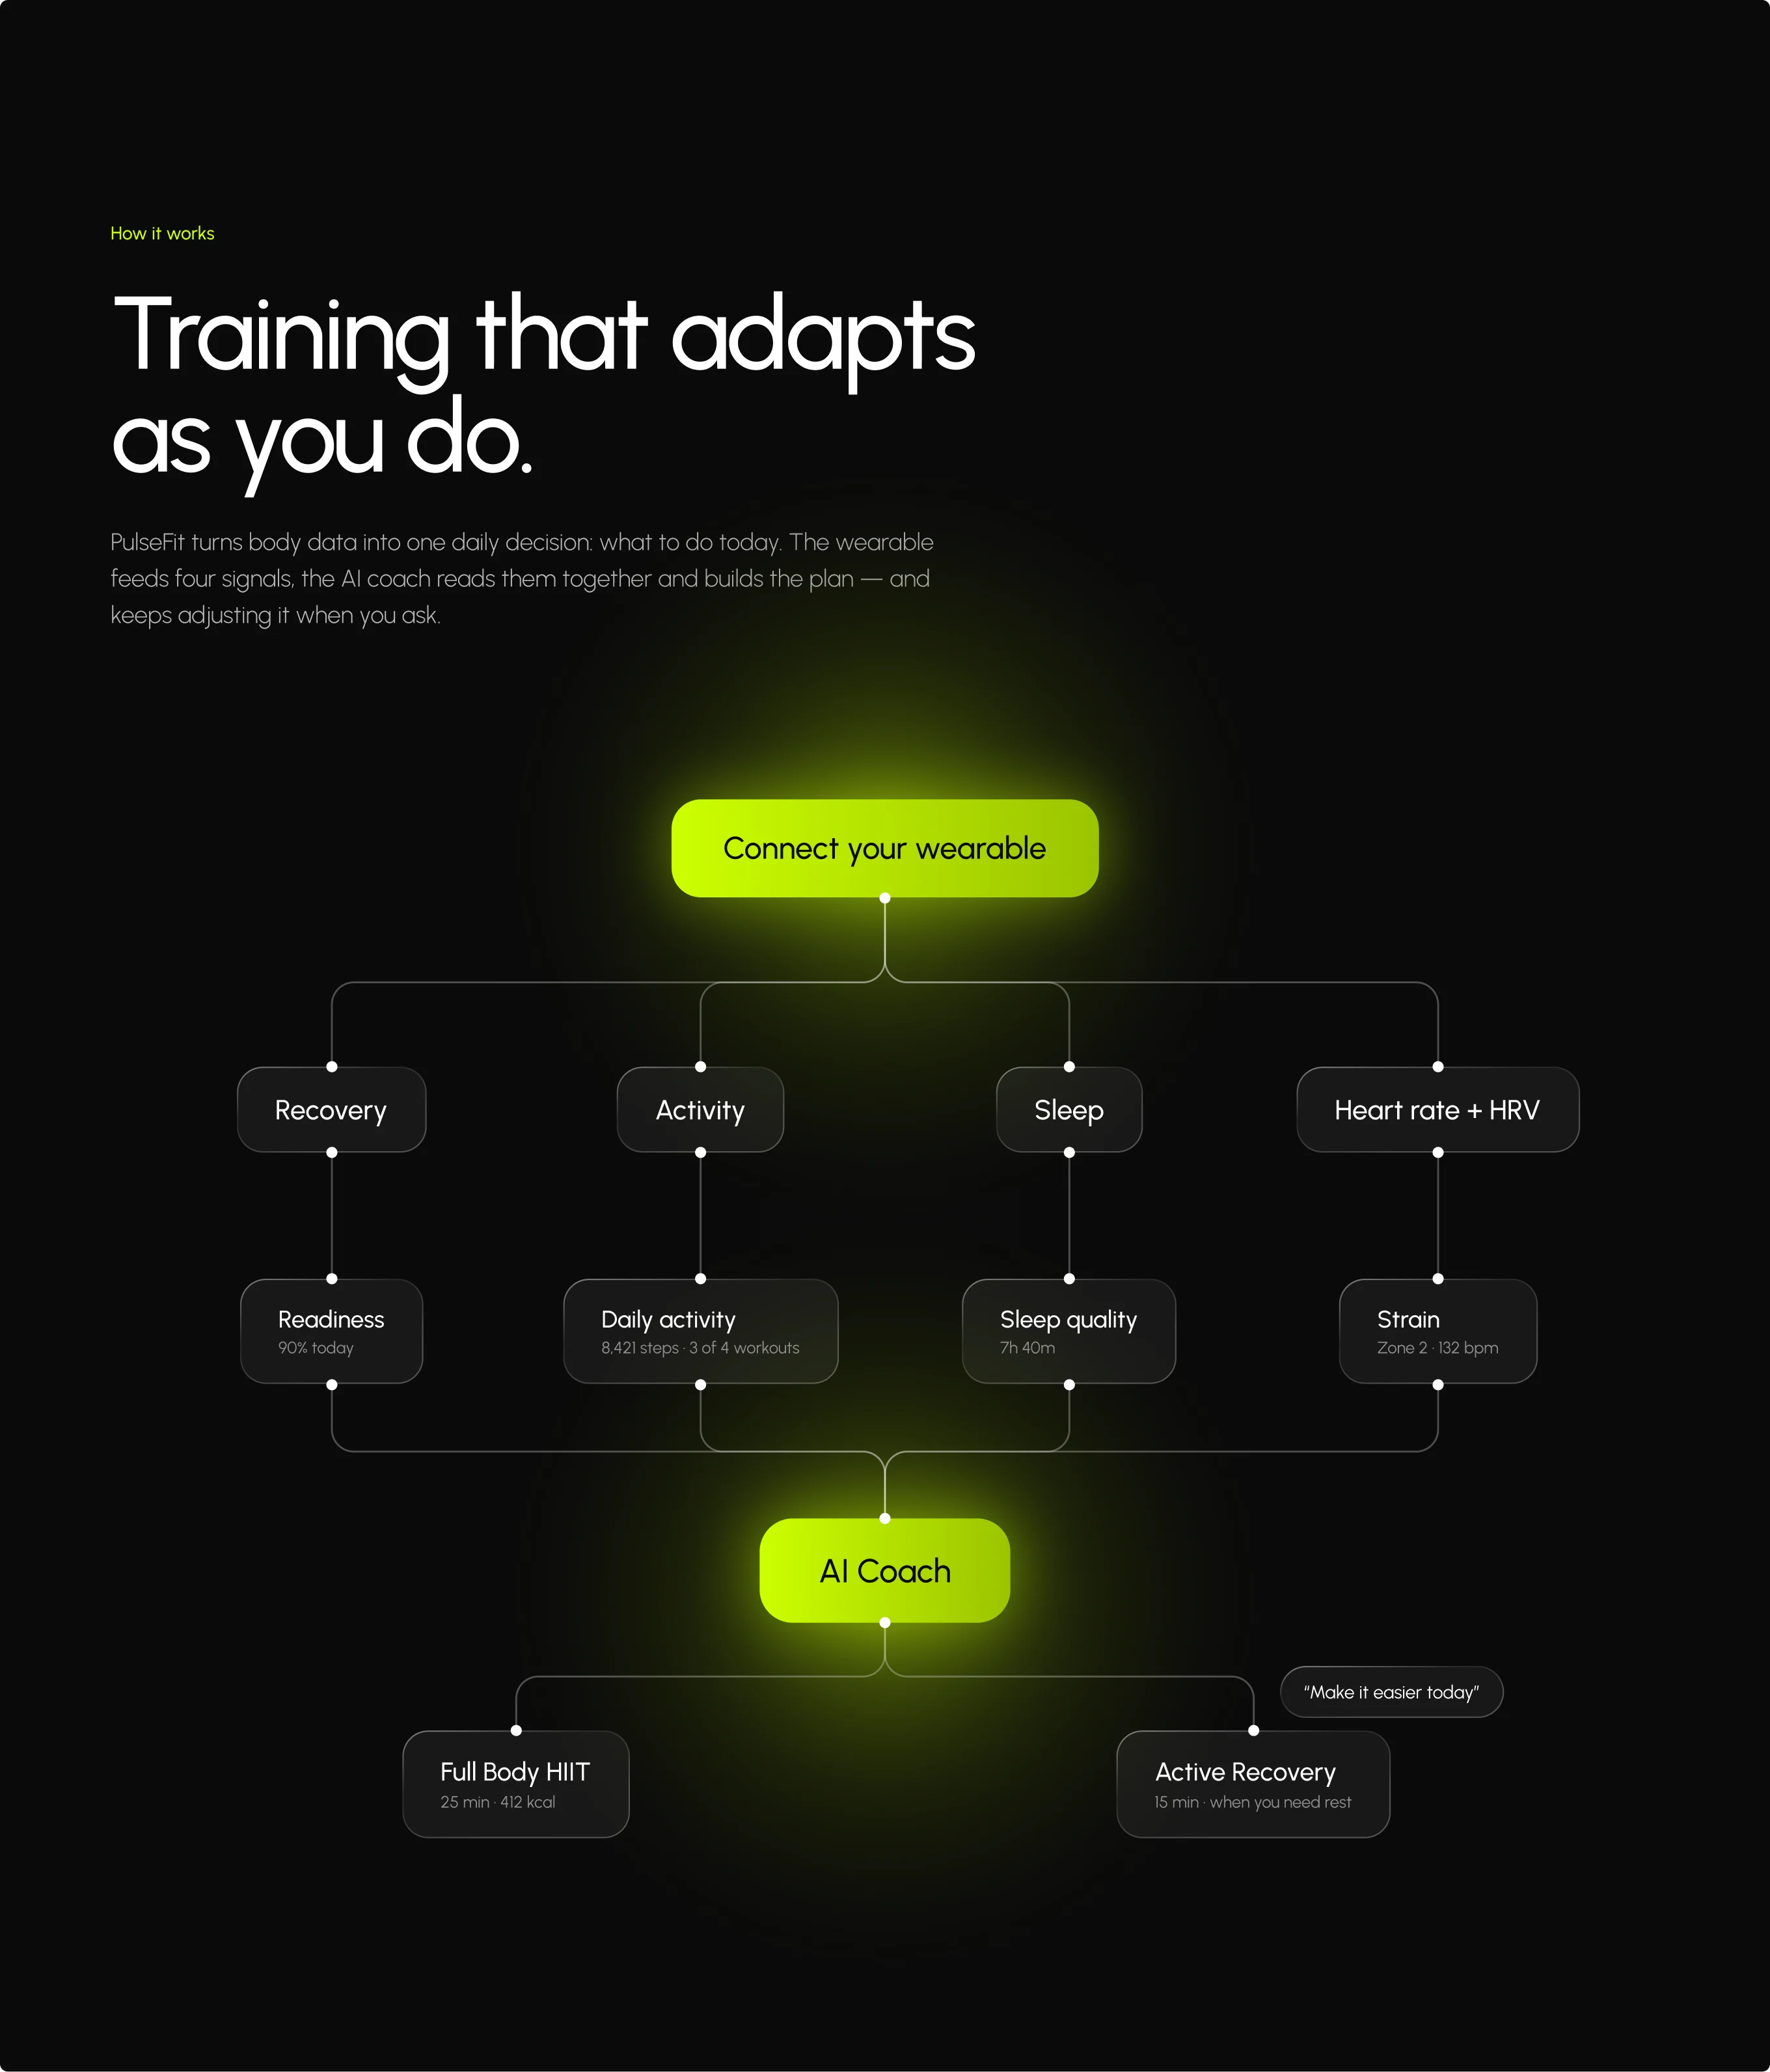 How it works
Training that adapts
as you do.
PulseFit turns body data into one daily decision: what to do today. The wearable
feeds four signals, the AI coach reads them together and builds the plan — and
keeps adjusting it when you ask.
Connect your wearable
Recovery
Activity
Sleep
Heart rate + HRV
Readiness
90% today
Daily activity
8,421 steps · 3 of 4 workouts
Sleep quality
7h 40m
Strain
Zone 2 · 132 bpm
AI Coach
“Make it easier today”
Full Body HIIT
25 min · 412 kcal
Active Recovery
15 min · when you need rest